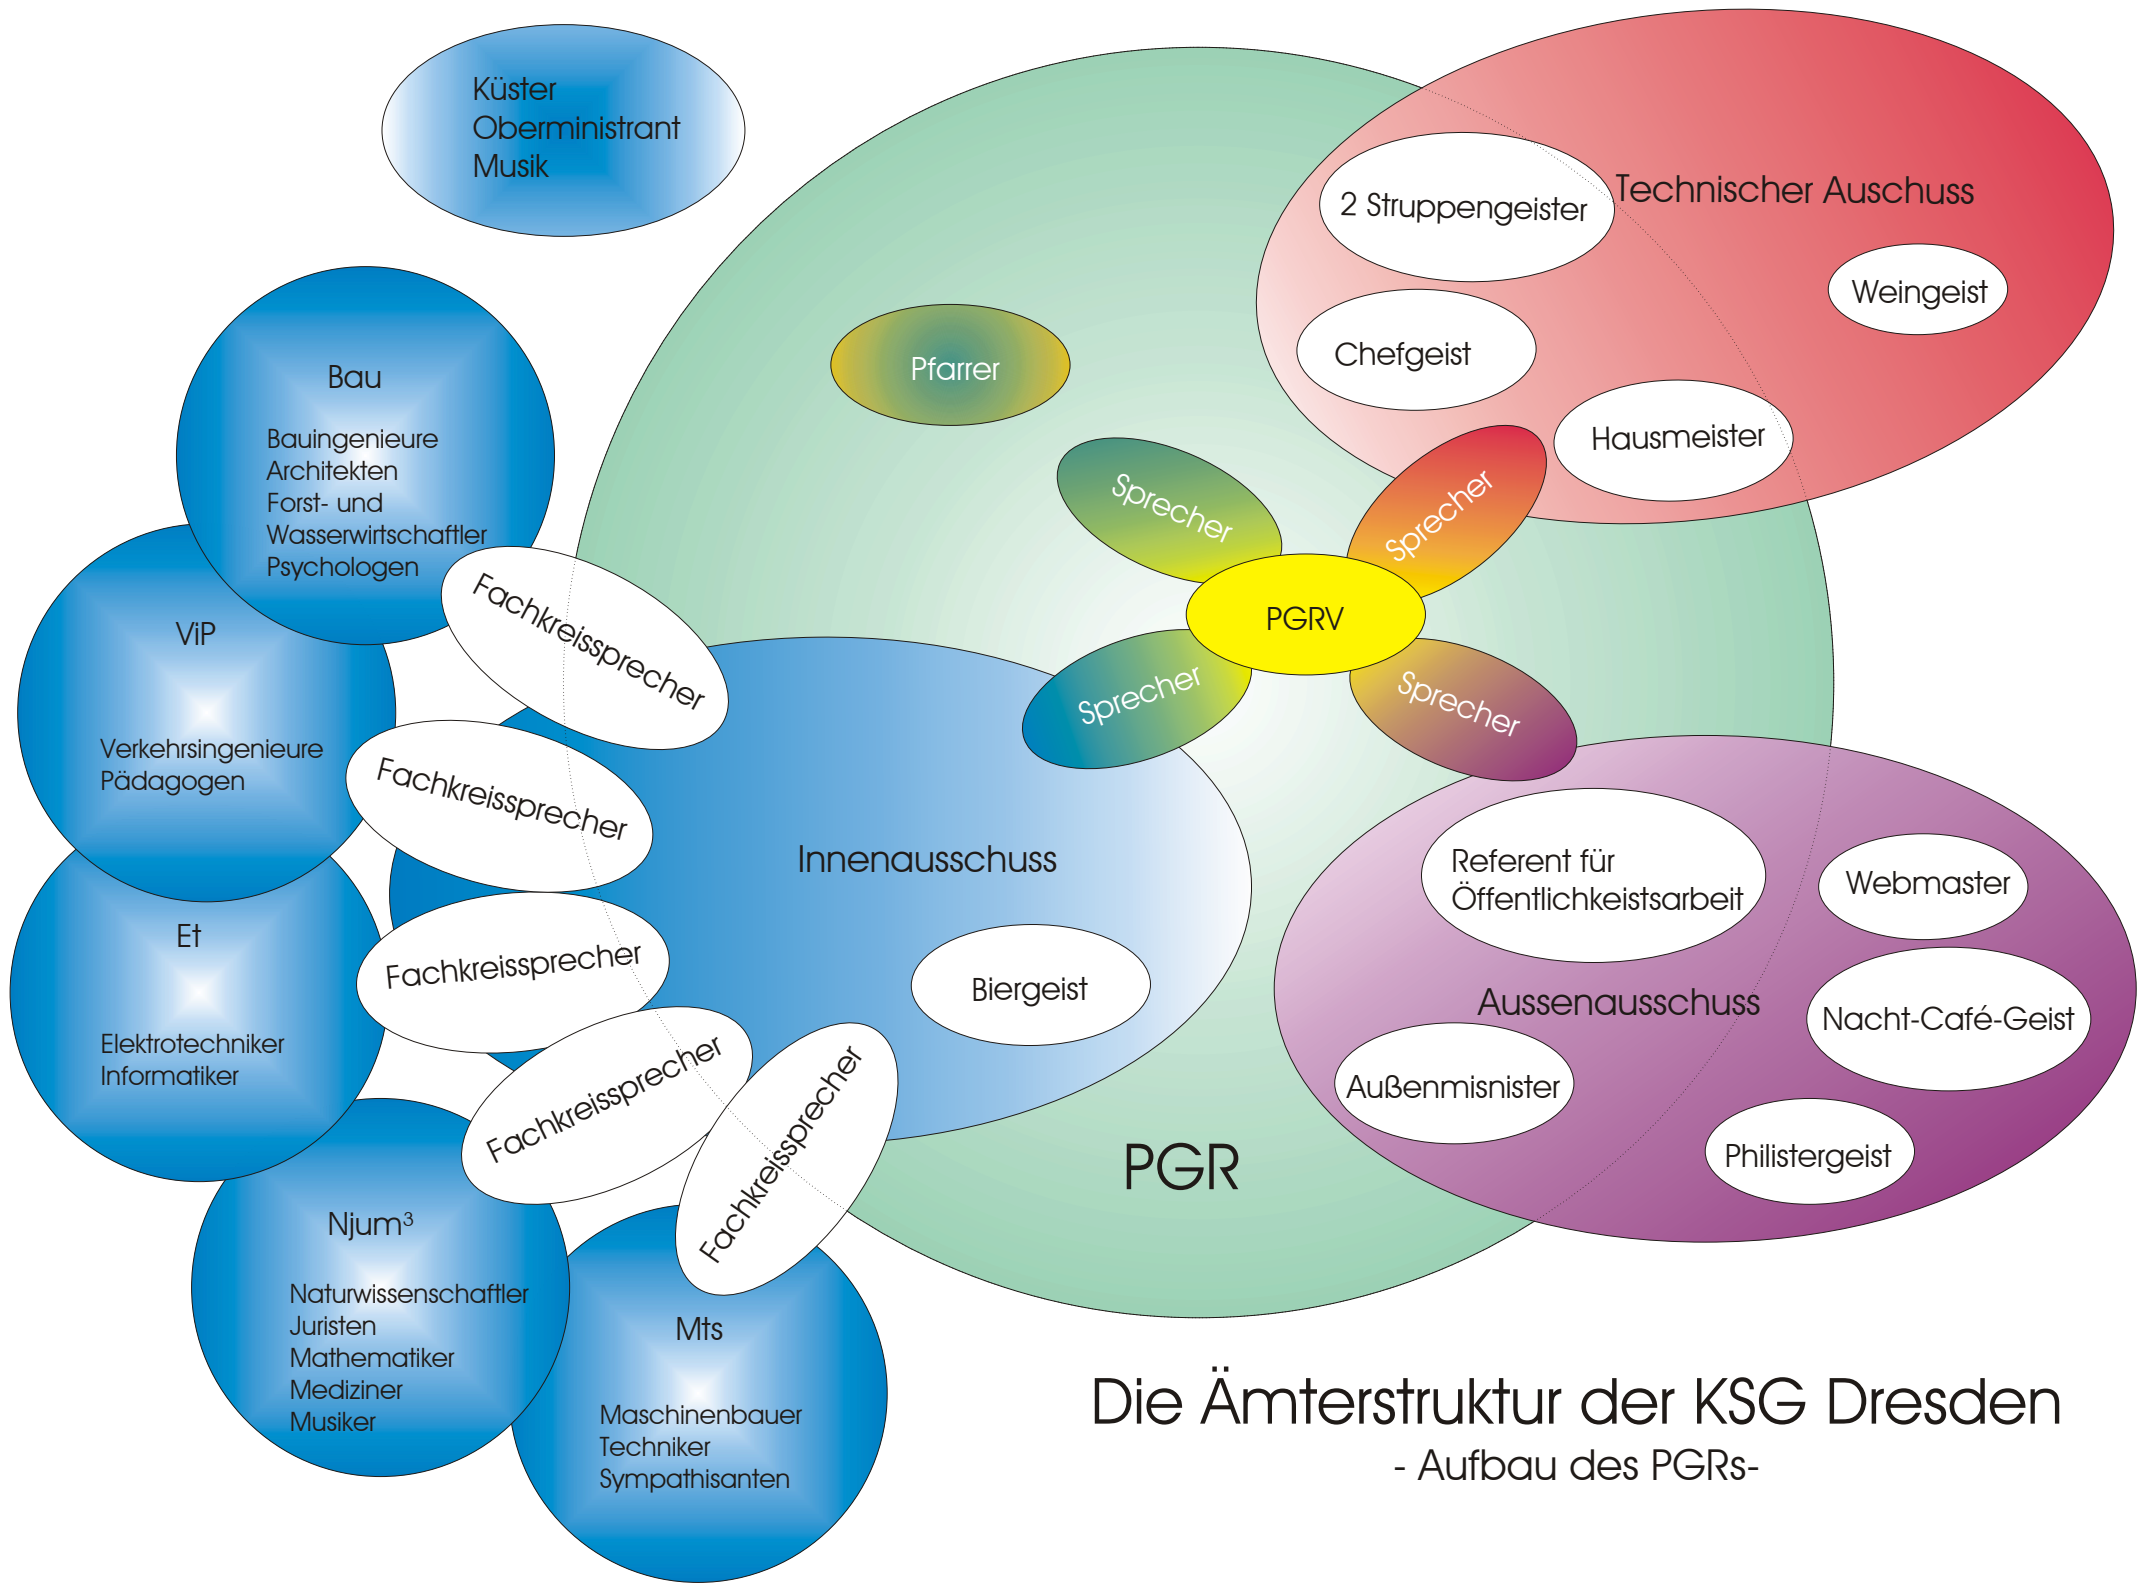 Küster
Oberministrant
Musik
2 Struppengeister
Technischer Auschuss
Weingeist
Chefgeist
Hausmeister
Pfarrer
Sprecher
Sprecher
PGRV
Sprecher
Sprecher
Bau
Bauingenieure
Architekten
Forst- und
Wasserwirtschaftler
Psychologen
Fachkreissprecher
ViP
Verkehrsingenieure
Pädagogen
Fachkreissprecher
Et
Elektrotechniker
Informatiker
Fachkreissprecher
Njum³
Naturwissenschaftler
Juristen
Mathematiker
Mediziner
Musiker
Fachkreissprecher
Mts
Maschinenbauer
Techniker
Sympathisanten
Fachkreissprecher
Innenausschuss
Biergeist
Referent für
Öffentlichkeistsarbeit
Webmaster
Aussenausschuss
Nacht-Café-Geist
Außenmisnister
Philistergeist
PGR
Die Ämterstruktur der KSG Dresden
- Aufbau des PGRs-